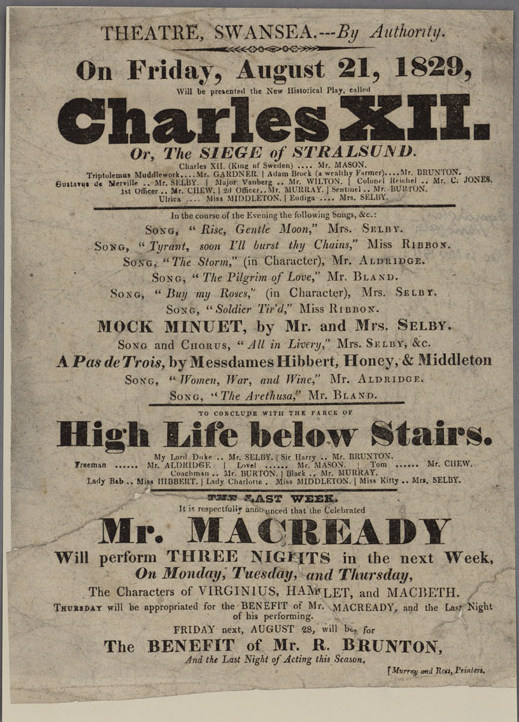 THEATRE, SWANSEA.---By Authority.
On Friday, August 21, 1829,
Will be presented the New Historical Play, called
Charles XII.
Or, The SIEGE of STRALSUND.
Charles XII. (King of Sweden) .... Mr. MASON.
Triptolemus Muddlework....Mr. GARDNER. | Adam Brock (a wealthy Farmer)....Mr. BRUNTON.
Gustavus de Merville .. Mr. SELBY. | Major Vanberg .. Mr. WILTON. | Colonel Reichel .. Mr. C. JONES.
1st Officer .. Mr. CHEW, | 2d Officer.. Mr. MURRAY. | Sentinel .. Mr. BURTON.
Ulrica .... Miss MIDDLETON. | Eudiga .... Mrs. SELBY.
In the course of the Evening the following Songs, &c.:
SONG, "Rise, Gentle Moon," MRS. SELBY.
SONG, "Tyrant, soon I'll burst thy Chains," MISS RIBBON.
SONG, "The Storm," (in Character), MR. ALDRIDGE.
SONG, "The Pilgrim of Love," MR. BLAND.
SONG, "Buy my Roses," (in Character), MRS. SELBY.
SONG, "Soldier Tir'd," MISS RIBBON.
MOCK MINUET, by Mr. and Mrs. SELBY.
SONG AND CHORUS, "All in Livery," MRS. SELBY, &c.
A Pas de Trois, by Messdames Hibbert, Honey, & Middleton
SONG, "Women, War, and Wine," MR. ALDRIDGE.
SONG, "The Arethusa," MR. BLAND.
TO CONCLUDE WITH THE FARCE OF
High Life below Stairs.
My Lord Duke .. Mr. SELBY. | Sir Harry .. Mr. BRUNTON.
Freeman ...... Mr. ALDRIDGE | Lovel ...... Mr. MASON. Tom ...... Mr. CHEW.
Coachman .. Mr. BURTON. | Black .. Mr. MURRAY.
Lady Bab .. Miss HIBBERT. | Lady Charlotte . Miss MIDDLETON. | Miss Kitty .. Mrs. SELBY.
THE LAST WEEK.
It is respectfully announced that the Celebrated
Mr. MACREADY
Will perform THREE NIGHTS in the next Week,
On Monday, Tuesday, and Thursday,
The Characters of VIRGINIUS, HAMLET, and MACBETH.
THURSDAY will be appropriated for the BENEFIT of Mr. MACREADY, and the Last Night
of his performing.
FRIDAY next, AUGUST 28, will be for
The BENEFIT of Mr. R. BRUNTON,
And the Last Night of Acting this Season.
[Murray and Rees, Printers.